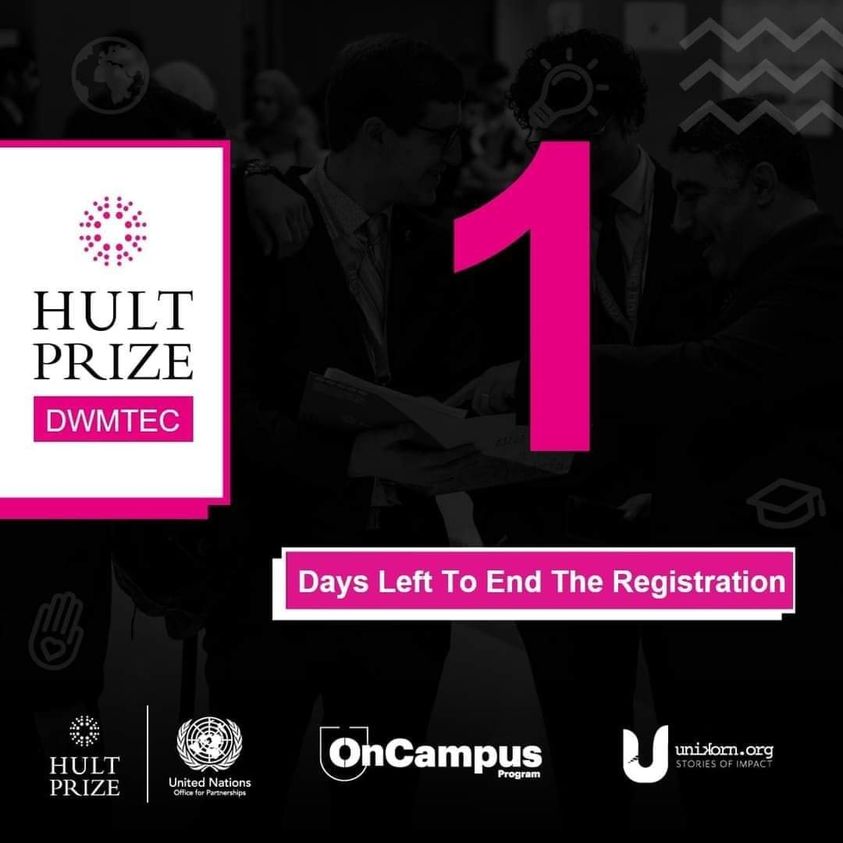 HULT
PRIZE
DWMTEC
1
Days Left To End The Registration
HULT
PRIZE
United Nations
Office for Partnerships
OnCampus
Program
unikorn.org
STORIES OF IMPACT